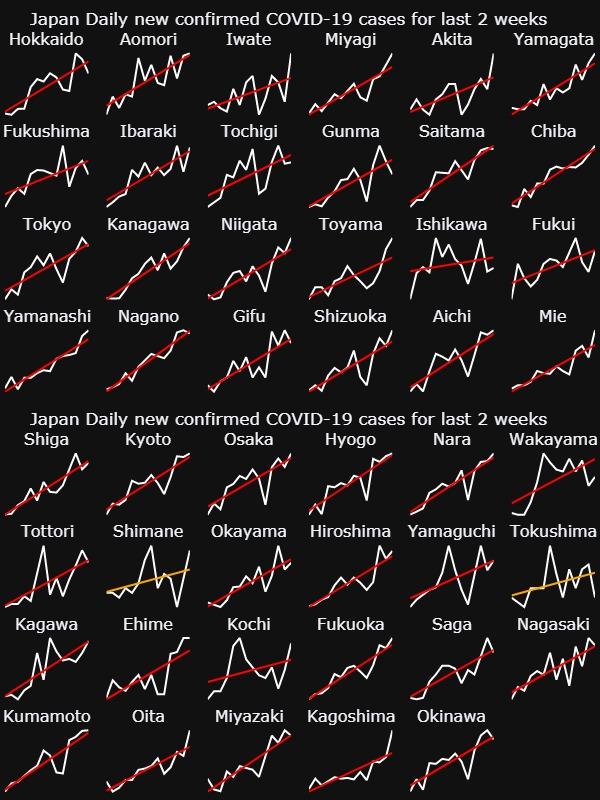 Japan Daily new confirmed COVID-19 cases for last 2 weeks
Hokkaido Aomori Iwate Miyagi Akita Yamagata
Fukushima Ibaraki Tochigi Gunma Saitama Chiba
Tokyo Kanagawa Niigata Toyama Ishikawa Fukui
Yamanashi Nagano Gifu Shizuoka Aichi Mie
Japan Daily new confirmed COVID-19 cases for last 2 weeks
Shiga Kyoto Osaka Hyogo Nara Wakayama
Tottori Shimane Okayama Hiroshima Yamaguchi Tokushima
Kagawa Ehime Kochi Fukuoka Saga Nagasaki
Kumamoto Oita Miyazaki Kagoshima Okinawa